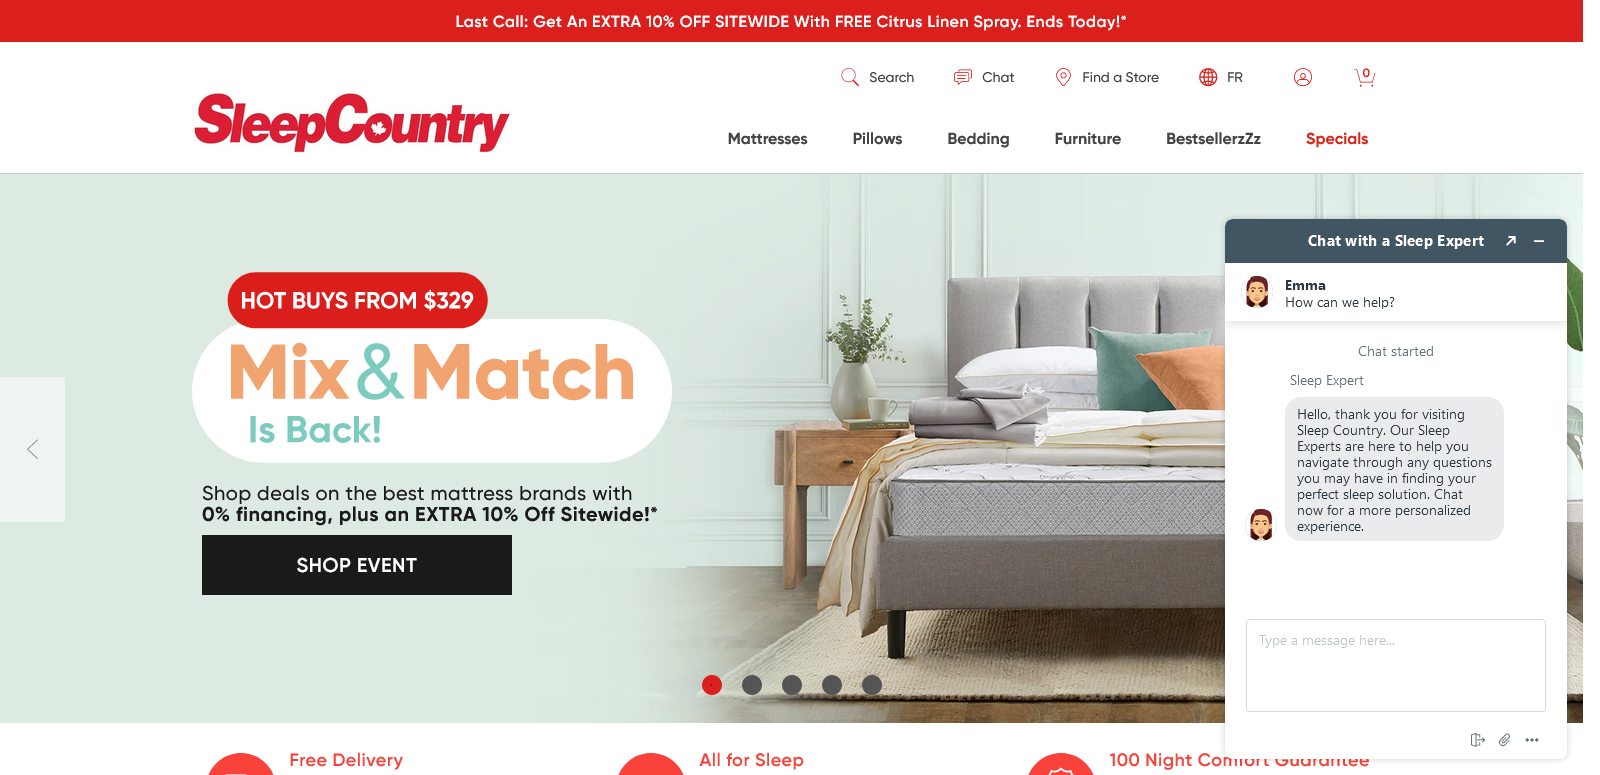 Last Call: Get An EXTRA 10% OFF SITEWIDE With FREE Citrus Linen Spray. Ends Today!*
Search
Chat
Find a Store
FR
0
SleepCountry
Mattresses
Pillows
Bedding
Furniture
BestsellerzZz
Specials
HOT BUYS FROM $329
Mix & Match
Is Back!
Shop deals on the best mattress brands with
0% financing, plus an EXTRA 10% Off Sitewide!*
SHOP EVENT
Chat with a Sleep Expert
Emma
How can we help?
Chat started
Sleep Expert
Hello, thank you for visiting
Sleep Country. Our Sleep
Experts are here to help you
navigate through any questions
you may have in finding your
perfect sleep solution. Chat
now for a more personalized
experience.
Type a message here...
Free Delivery
All for Sleep
100 Night Comfort Guarantee